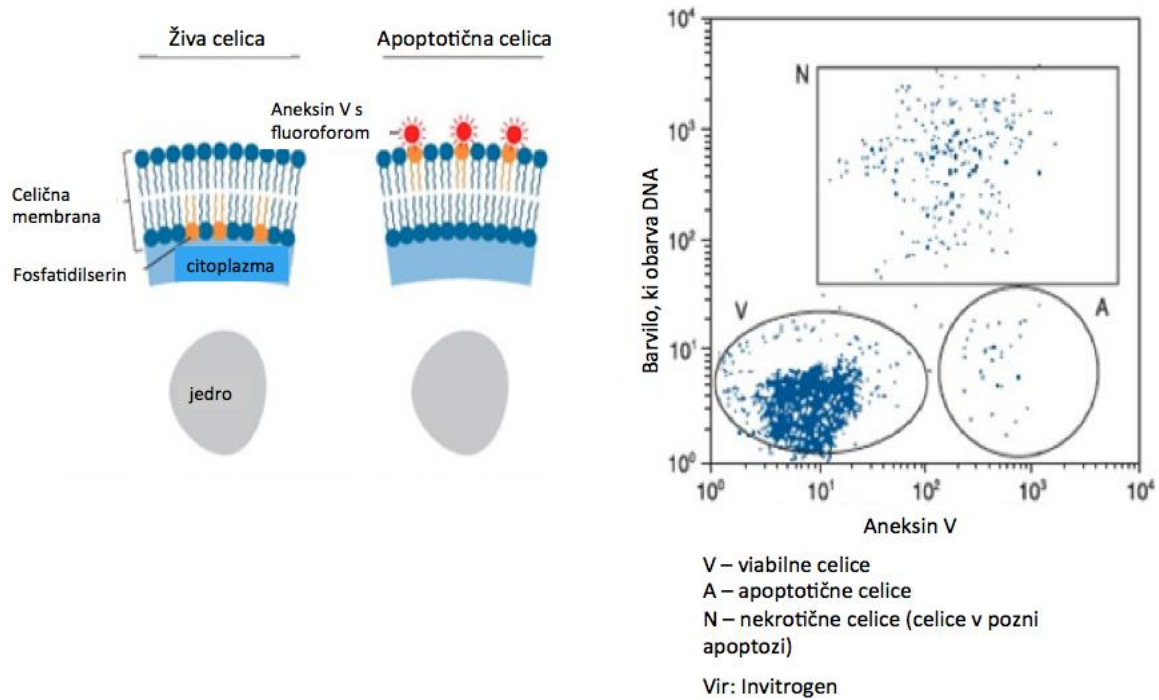 Živa celica
Apoptotična celica
Aneksin V s
fluoroforom
Celična
membrana
Fosfatidilserin
citoplazma
jedro
Barvilo, ki obarva DNA
10⁴
10³
10²
10¹
10⁰
N
V
A
10⁰ 10¹ 10² 10³ 10⁴
Aneksin V
V – viabilne celice
A – apoptotične celice
N – nekrotične celice (celice v pozni
apoptozi)
Vir: Invitrogen